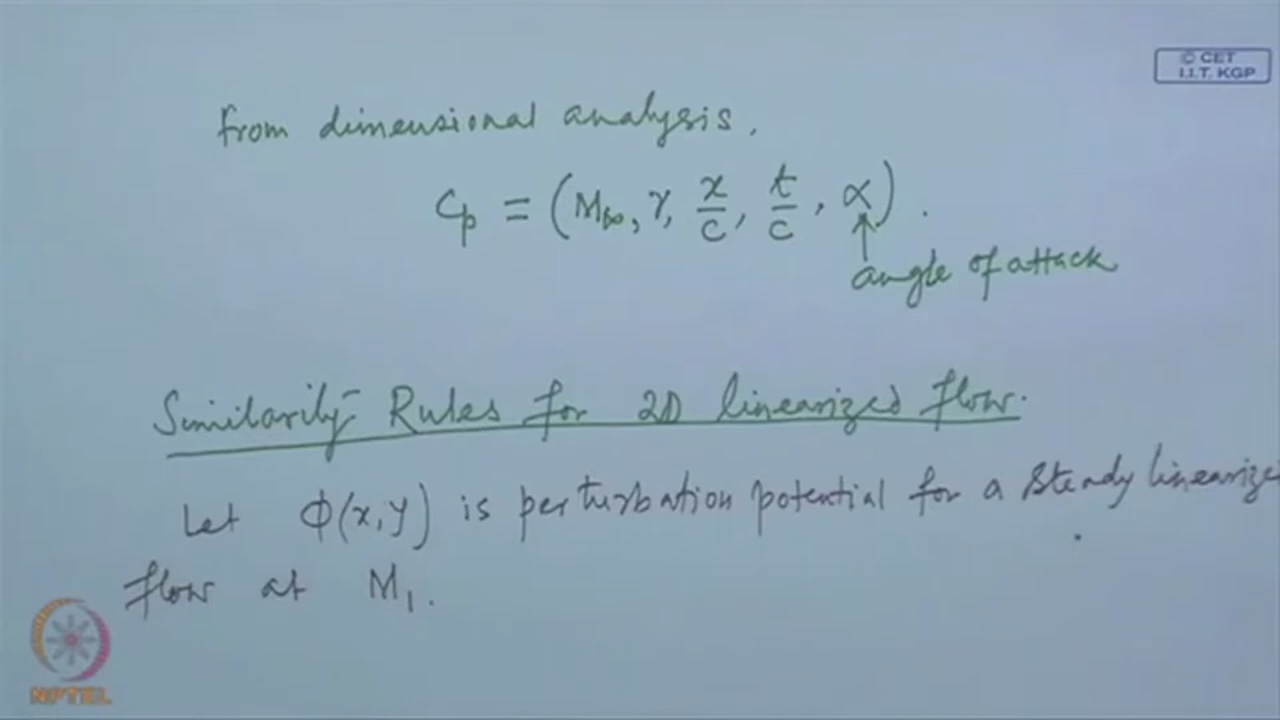 © CET
I.I.T. KGP
from dimensional analysis,
Cp = (M∞, γ, x/c, t/c, α).
angle of attack
Similarity Rules for 2D linearized flow.
Let Φ(x,y) is perturbation potential for a steady linearize
flow at M₁.
NPTEL